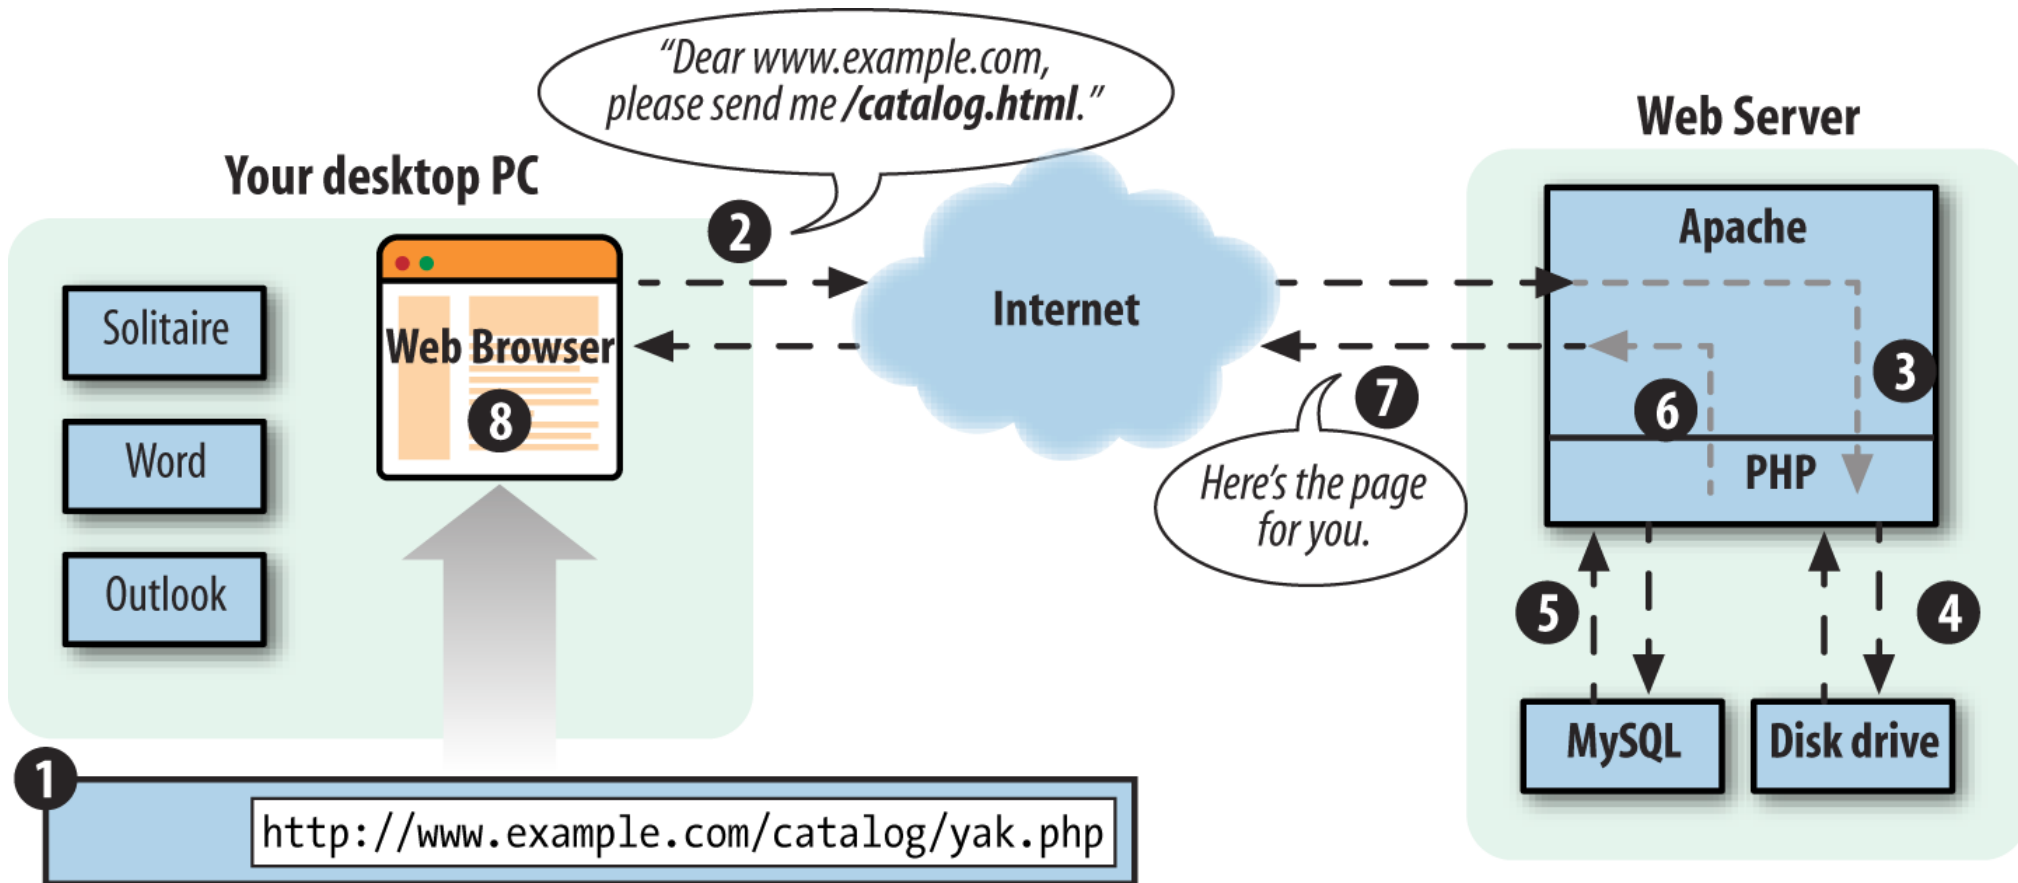 "Dear www.example.com,
please send me /catalog.html."
Web Server
Your desktop PC
2
Apache
Solitaire
Web Browser
Internet
3
6
7
8
Word
PHP
Here's the page
for you.
Outlook
5
4
MySQL
Disk drive
1
http://www.example.com/catalog/yak.php